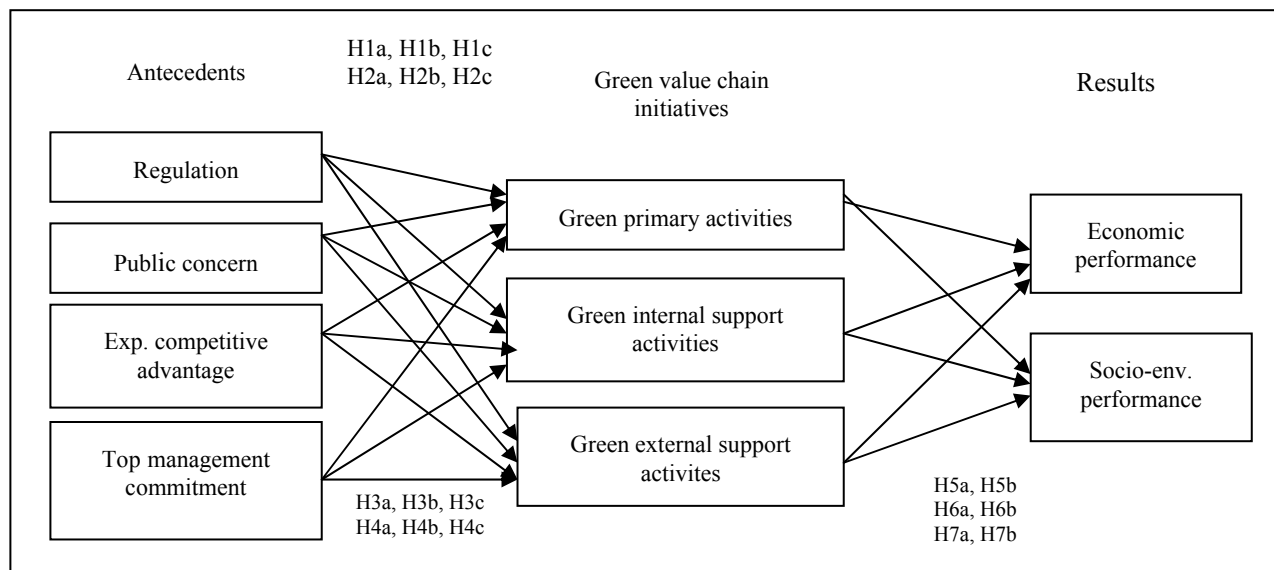 Antecedents
H1a, H1b, H1c
H2a, H2b, H2c
Green value chain
initiatives
Results
Regulation
Public concern
Exp. competitive
advantage
Top management
commitment
H3a, H3b, H3c
H4a, H4b, H4c
Green primary activities
Green internal support
activities
Green external support
activites
Economic
performance
Socio-env.
performance
H5a, H5b
H6a, H6b
H7a, H7b